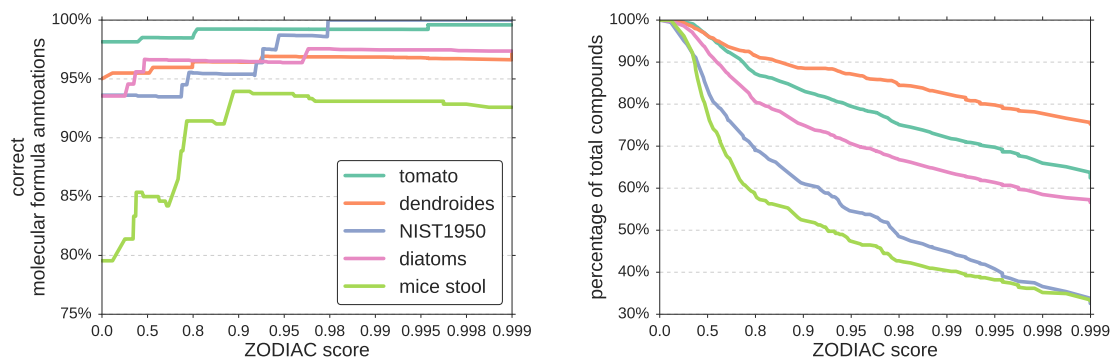 correct
molecular formula anntoations
100%
95%
90%
85%
80%
75%
0.0 0.5 0.8 0.9 0.95 0.98 0.99 0.995 0.998 0.999
ZODIAC score
tomato
dendroides
NIST1950
diatoms
mice stool
percentage of total compounds
100%
90%
80%
70%
60%
50%
40%
30%
0.0 0.5 0.8 0.9 0.95 0.98 0.99 0.995 0.998 0.999
ZODIAC score